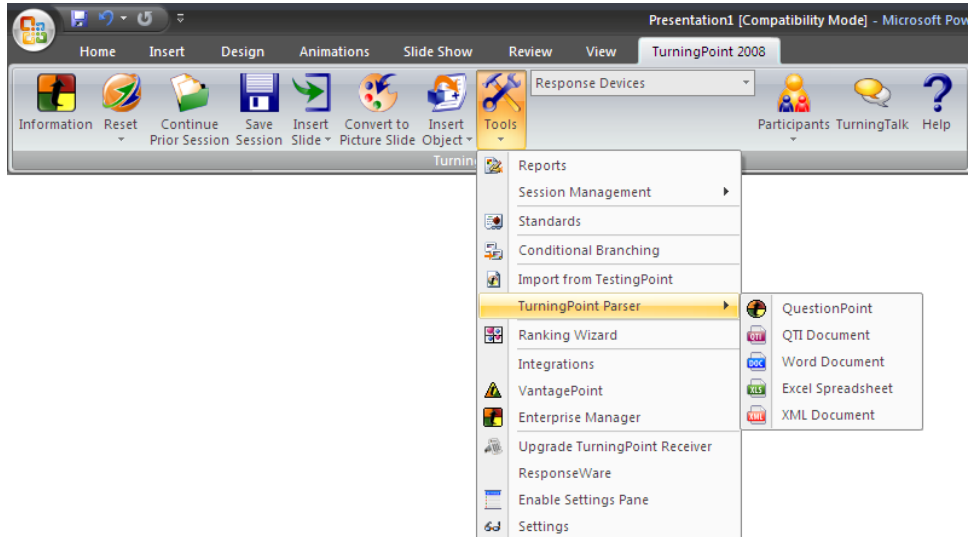 Presentation1 [Compatibility Mode] - Microsoft Pow
Home Insert Design Animations Slide Show Review View TurningPoint 2008
Response Devices
Information Reset Continue Prior Session Save Session Insert Slide Convert to Picture Slide Insert Object Tools Participants TurningTalk Help
Turnin
Reports
Session Management
Standards
Conditional Branching
Import from TestingPoint
TurningPoint Parser
QuestionPoint
QTI Document
Word Document
Excel Spreadsheet
XML Document
Ranking Wizard
Integrations
VantagePoint
Enterprise Manager
Upgrade TurningPoint Receiver
ResponseWare
Enable Settings Pane
Settings